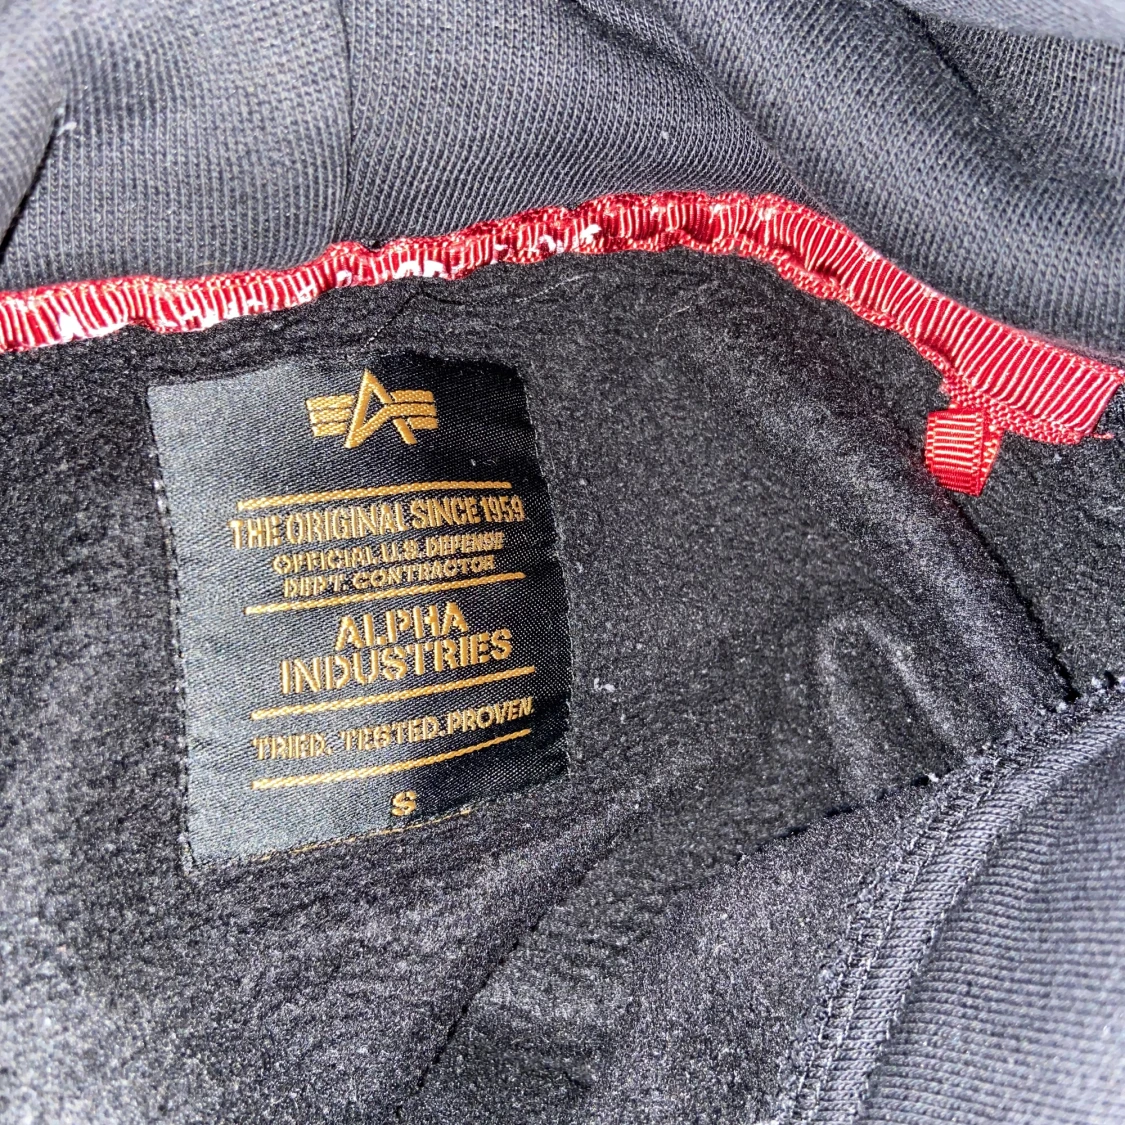 THE ORIGINAL SINCE 1959
OFFICIAL U.S. DEFENSE
DEPT. CONTRACTOR
ALPHA
INDUSTRIES
TRIED. TESTED. PROVEN
S